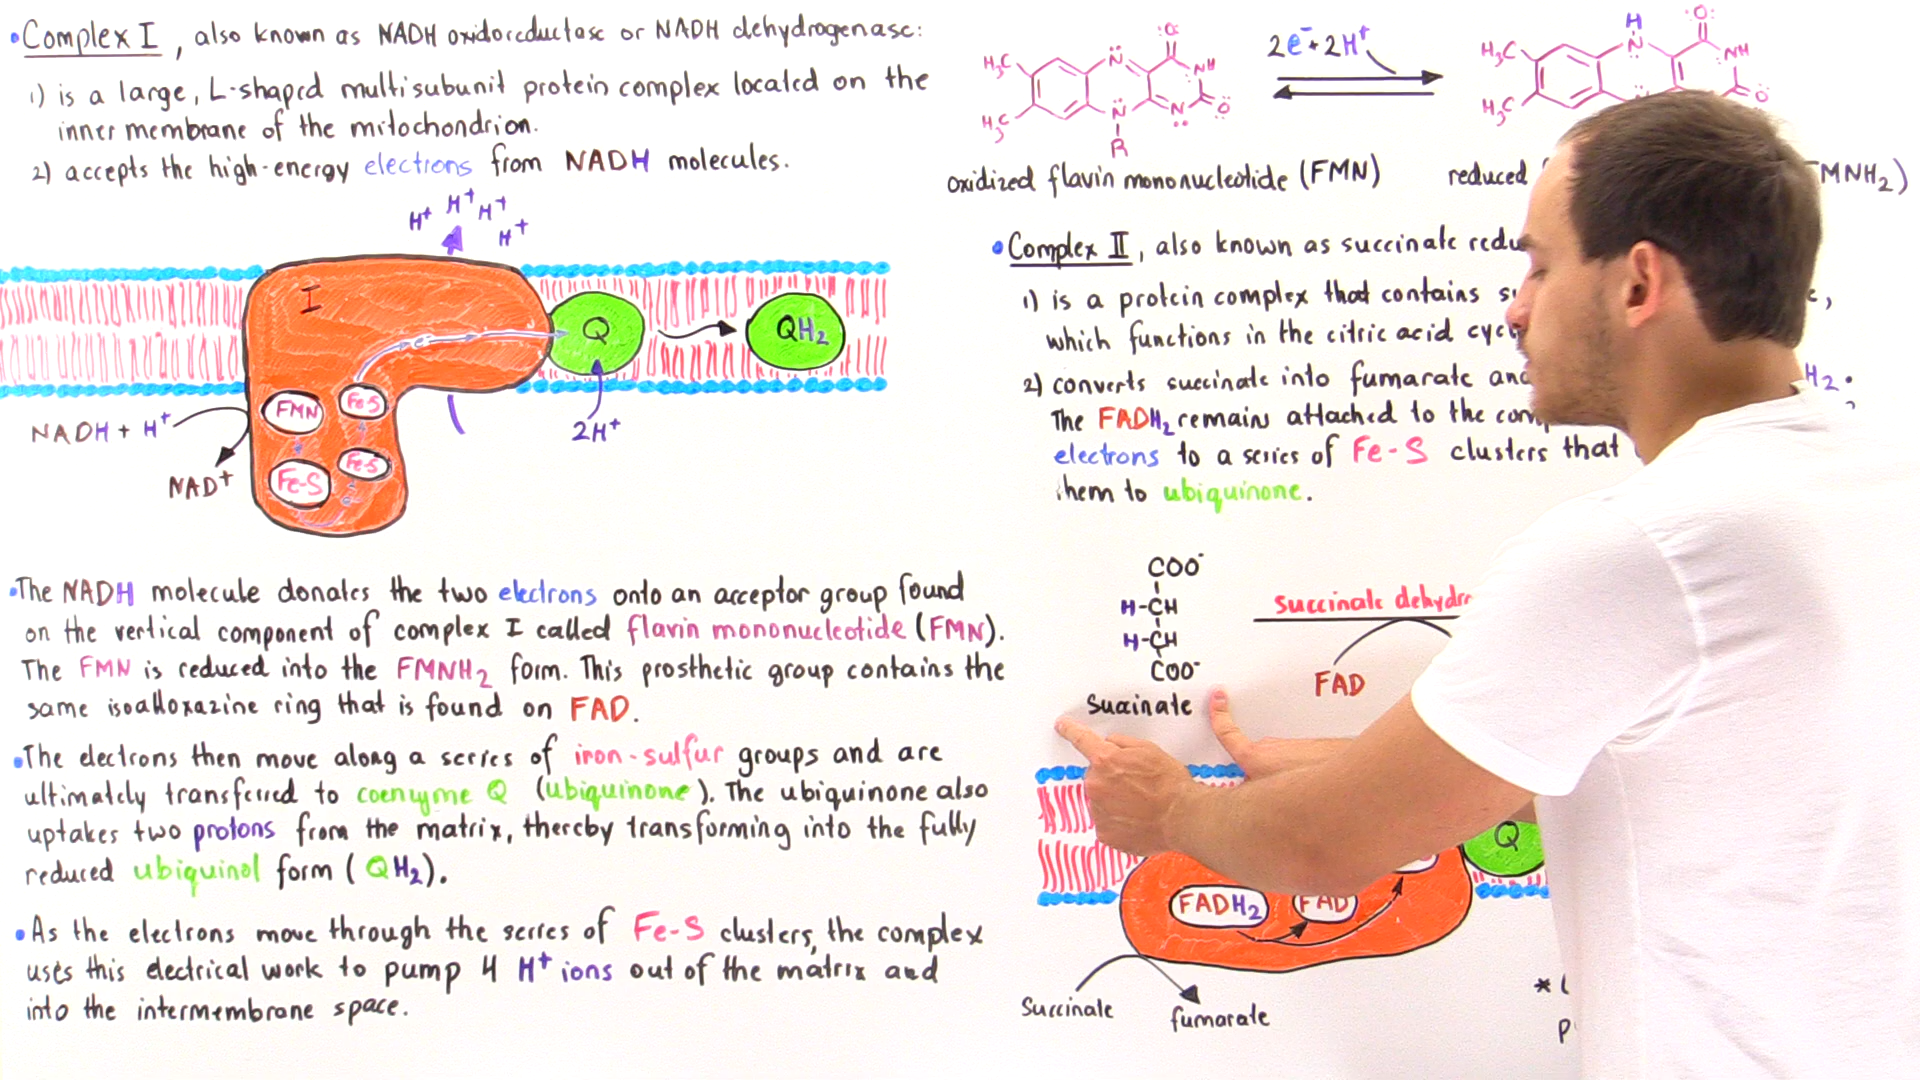 •Complex I, also known as NADH oxidoreductase or NADH dehydrogenase:
1) is a large, L-shaped multisubunit protein complex located on the
inner membrane of the mitochondrion.
2) accepts the high-energy electrons from NADH molecules.
H+ H+ H+ H+
I
Q
QH2
FMN
Fe-S
Fe-S
Fe-S
e-
e-
NADH + H+
NAD+
2H+
•The NADH molecule donates the two electrons onto an acceptor group found
on the vertical component of complex I called flavin mononucleotide (FMN).
The FMN is reduced into the FMNH2 form. This prosthetic group contains the
same isoalloxazine ring that is found on FAD.
•The electrons then move along a series of iron-sulfur groups and are
ultimately transferred to coenyme Q (ubiquinone). The ubiquinone also
uptakes two protons from the matrix, thereby transforming into the fully
reduced ubiquinol form (QH2).
•As the electrons move through the series of Fe-S clusters, the complex
uses this electrical work to pump 4 H+ ions out of the matrix and
into the intermembrane space.
H3C
H3C
N
N
R
O
NH
N
O
2e- + 2H+
H3C
H3C
H
N
O
NH
O
oxidized flavin mononucleotide (FMN)
reduced MNH2)
•Complex II, also known as succinate
1) is a protein complex that contains
which functions in the citric acid
2) converts succinate into fumarate H2.
The FADH2 remains attached to the
electrons to a series of Fe-S clusters that
them to ubiquinone.
COO-
H-CH
H-CH
COO-
Succinate
succinate
FAD
Q
FADH2
FAD
Succinate
fumarate
*